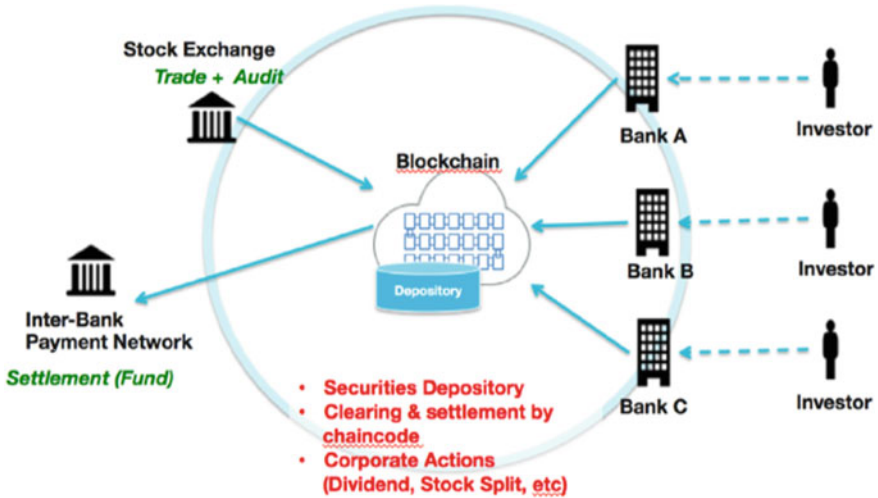 Stock Exchange
Trade + Audit
Blockchain
Depository
Inter-Bank
Payment Network
Settlement (Fund)
Bank A
Investor
Bank B
Investor
Bank C
Investor
• Securities Depository
• Clearing & settlement by
chaincode
• Corporate Actions
(Dividend, Stock Split, etc)